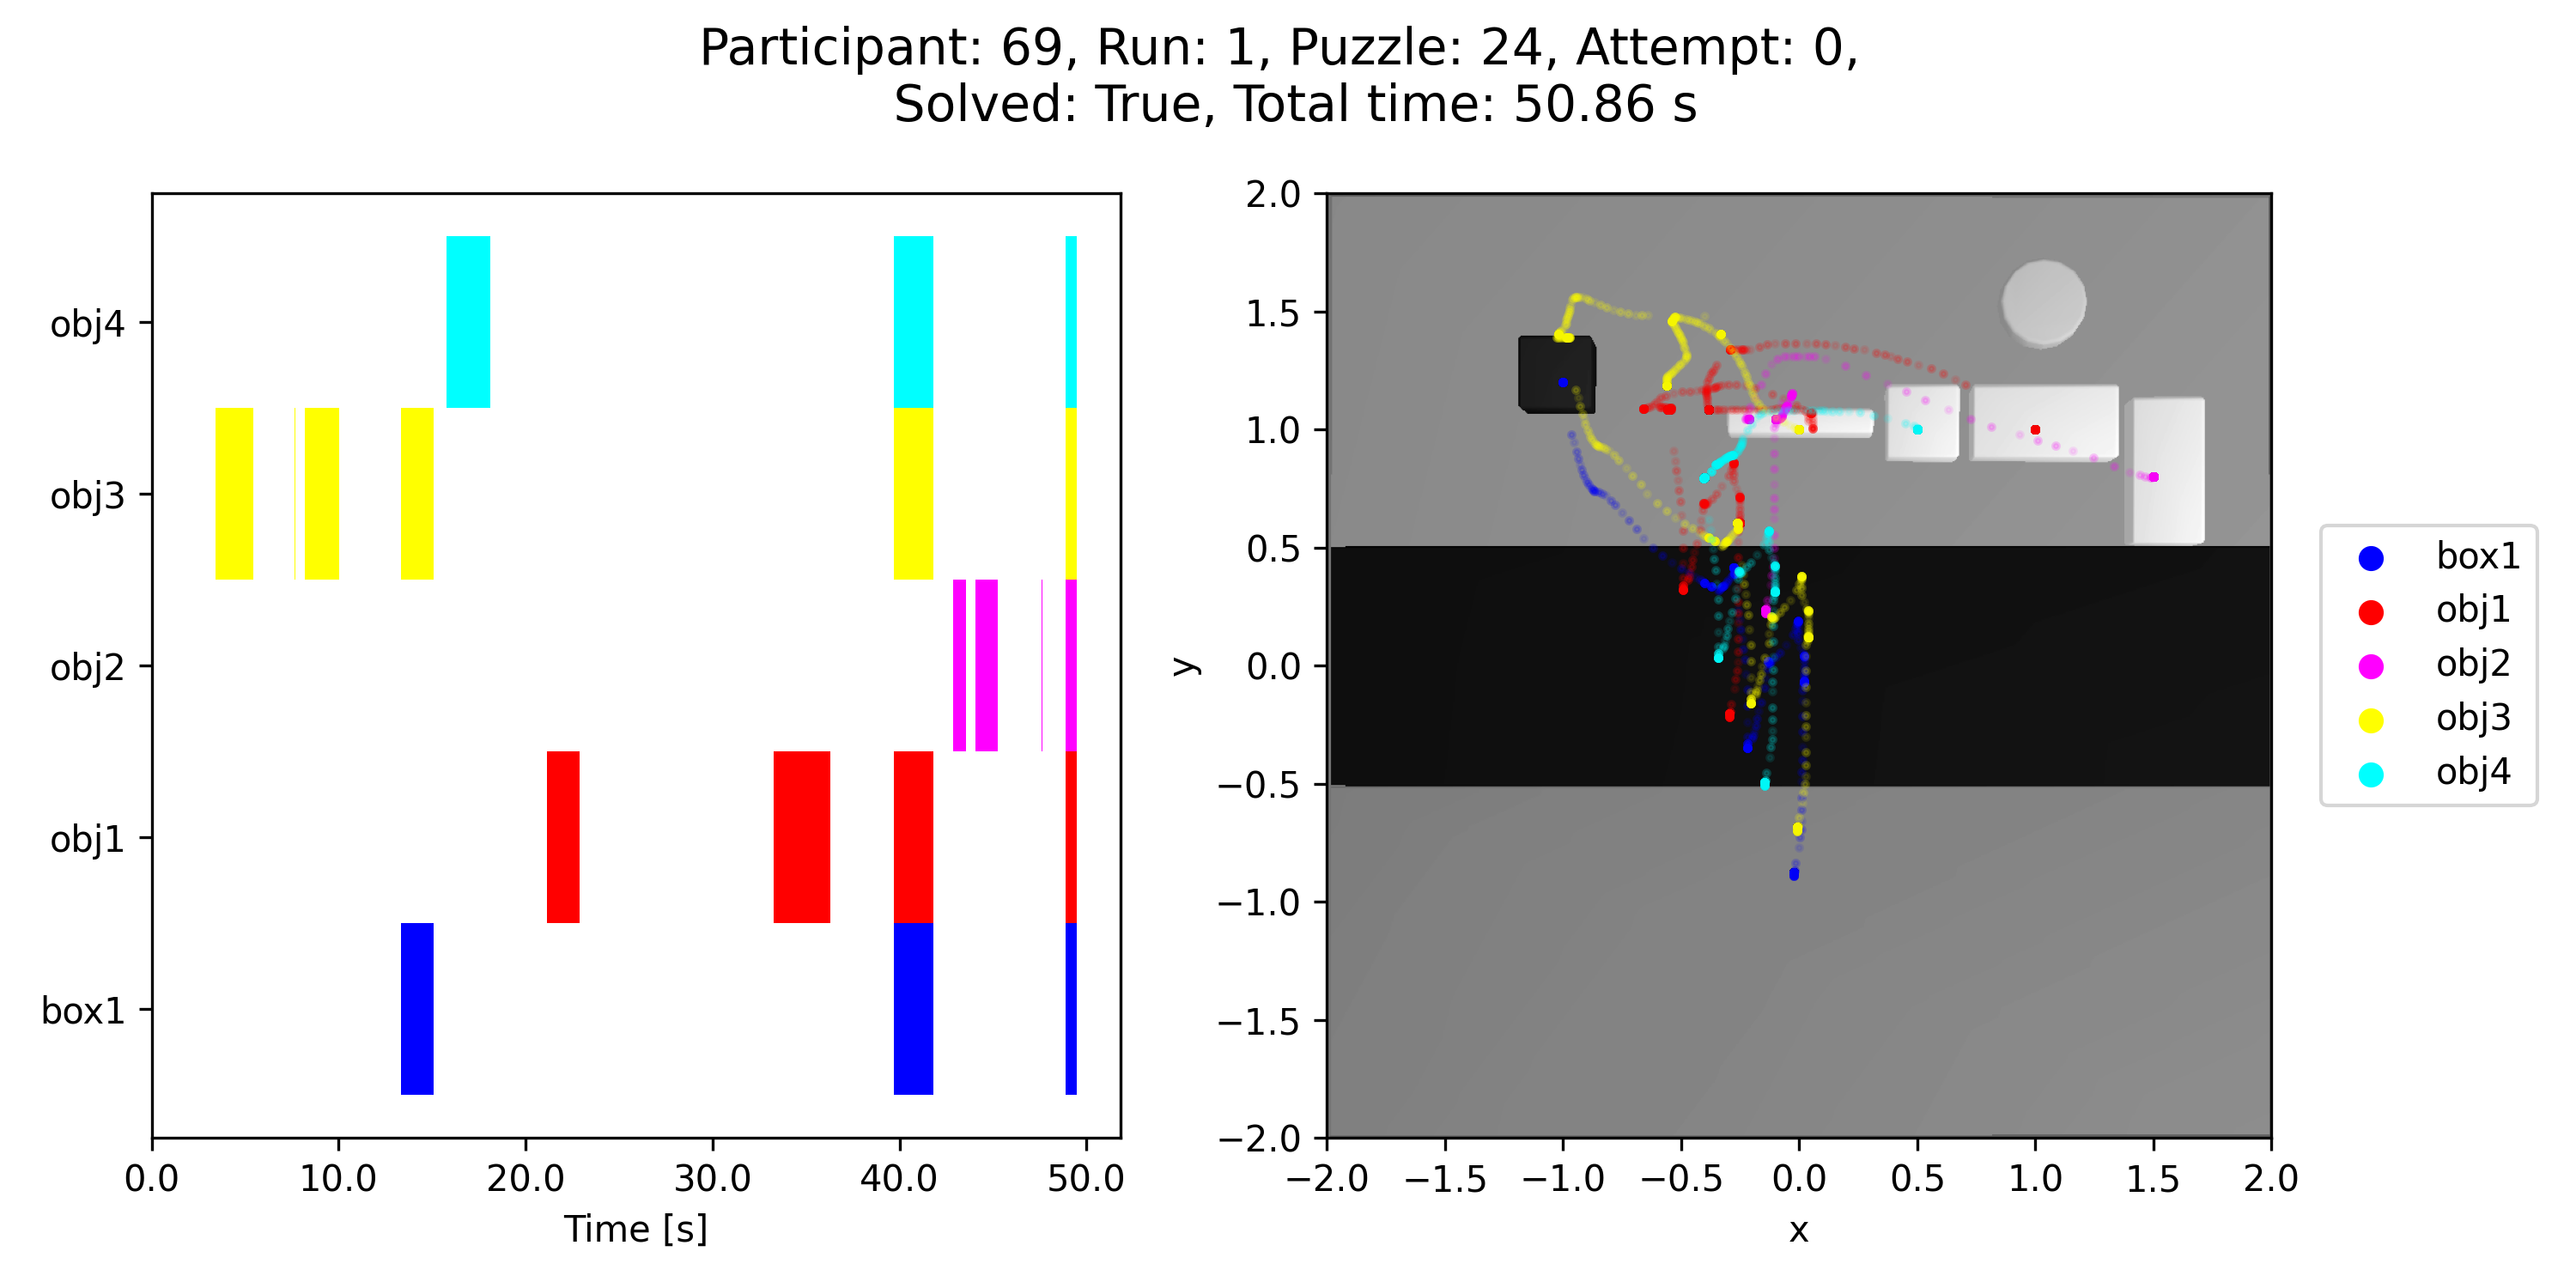 Participant: 69, Run: 1, Puzzle: 24, Attempt: 0,
Solved: True, Total time: 50.86 s
obj4
obj3
obj2
obj1
box1
0.0 10.0 20.0 30.0 40.0 50.0
Time [s]
2.0
1.5
1.0
0.5
0.0
−0.5
−1.0
−1.5
−2.0
y
−2.0 −1.5 −1.0 −0.5 0.0 0.5 1.0 1.5 2.0
x
box1
obj1
obj2
obj3
obj4